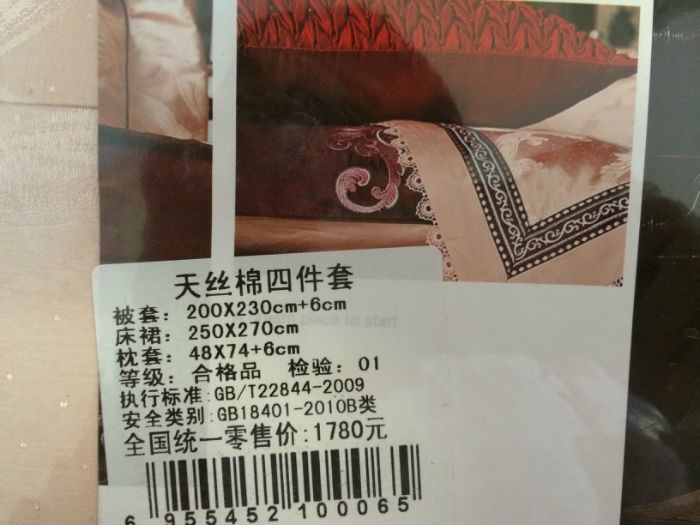 天丝棉四件套
被套：200X230cm+6cm
place to start
床裙：250X270cm
枕套：48X74+6cm
等级：合格品 检验：01
执行标准:GB/T22844-2009
安全类别:GB18401-2010B类
全国统一零售价:1780元
6 955452 100065